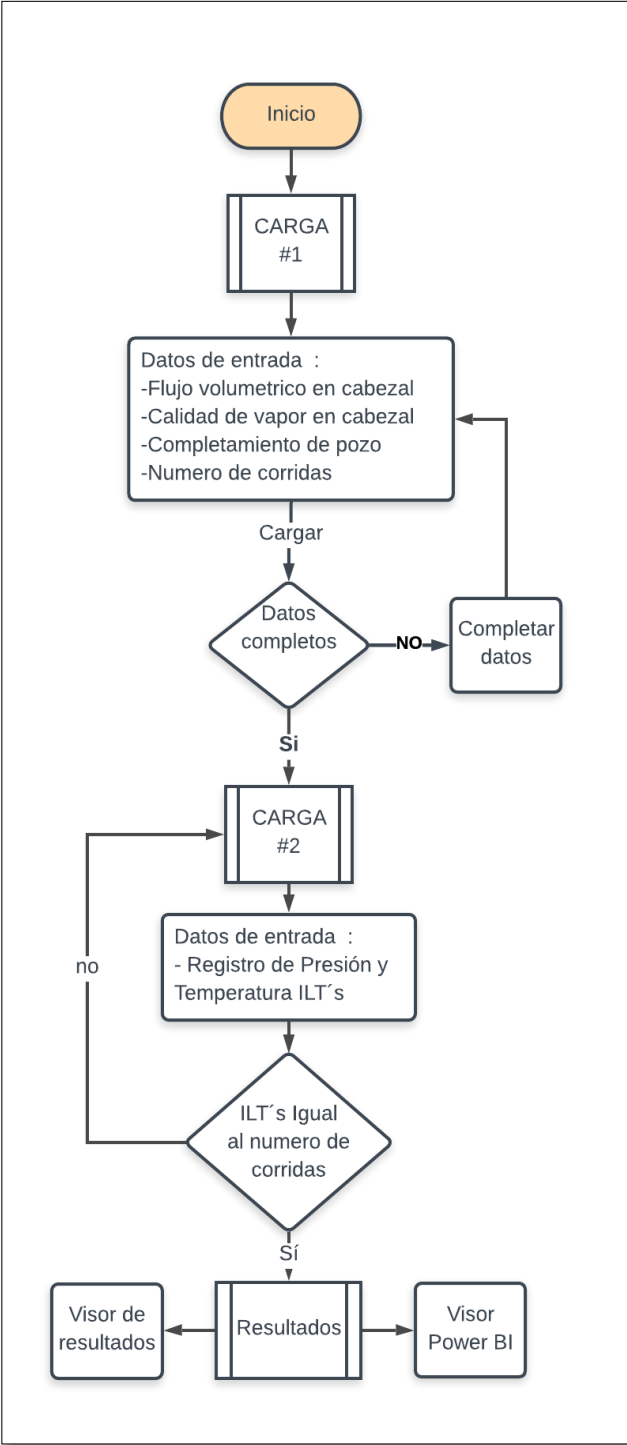 Inicio
CARGA
#1
Datos de entrada :
-Flujo volumetrico en cabezal
-Calidad de vapor en cabezal
-Completamiento de pozo
-Numero de corridas
Cargar
Datos
completos
NO
Completar
datos
Si
CARGA
#2
Datos de entrada :
- Registro de Presión y
Temperatura ILT´s
no
ILT´s Igual
al numero de
corridas
Sí
Visor de
resultados
Resultados
Visor
Power BI